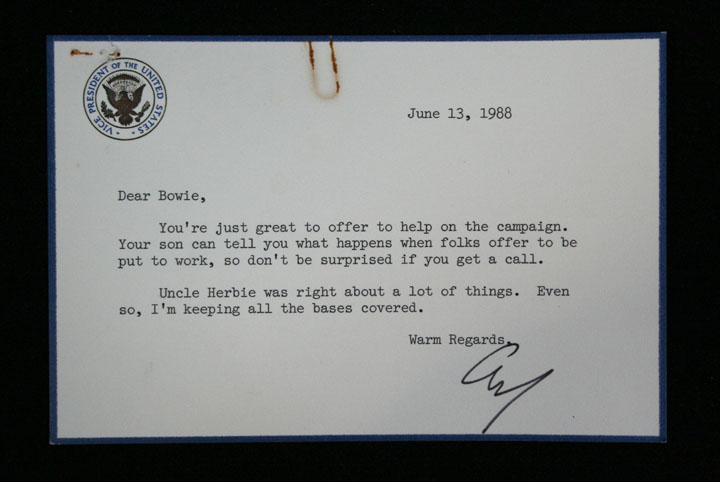 VICE PRESIDENT OF THE UNITED STATES
June 13, 1988
Dear Bowie,
You're just great to offer to help on the campaign.
Your son can tell you what happens when folks offer to be
put to work, so don't be surprised if you get a call.
Uncle Herbie was right about a lot of things.  Even
so, I'm keeping all the bases covered.
Warm Regards,